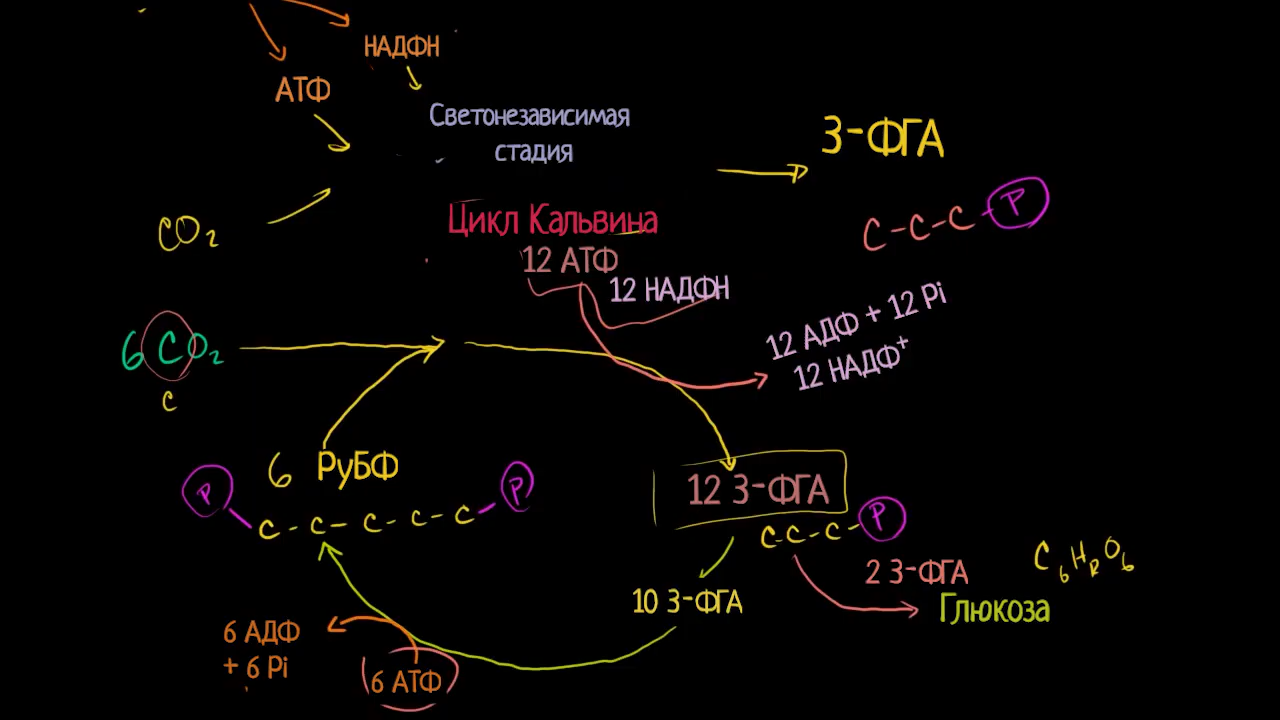 НАДФН
АТФ
Светонезависимая
стадия
3-ФГА
CO₂
Цикл Кальвина
C-C-C-P
12 АТФ
12 НАДФН
12 АДФ + 12 Pi
12 НАДФ⁺
6 CO₂
C
6 РуБФ
P
P
C-C-C-C-C
12 3-ФГА
C-C-C-P
2 3-ФГА
C₆H₁₂O₆
10 3-ФГА
Глюкоза
6 АДФ
+ 6 Pi
6 АТФ